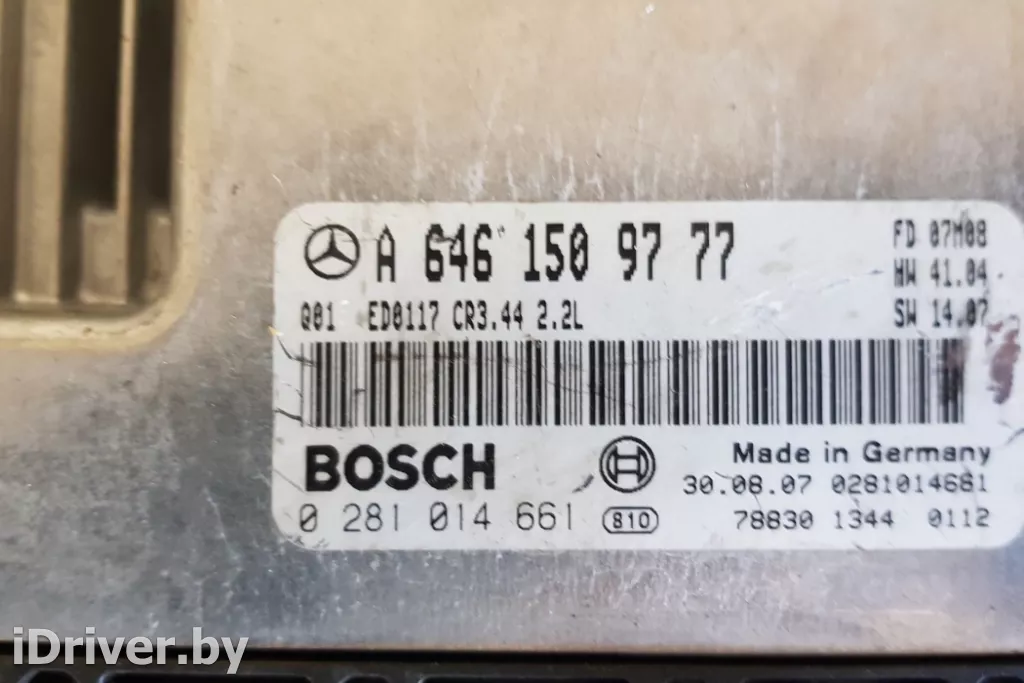 A 646 150 97 77
FD 07M08
HW 41.04
SW 14.07
Q01 ED0117 CR3.44 2.2L
BOSCH
Made in Germany
30.08.07 0281014681
0 281 014 661 810
78830 1344 0112
iDriver.by